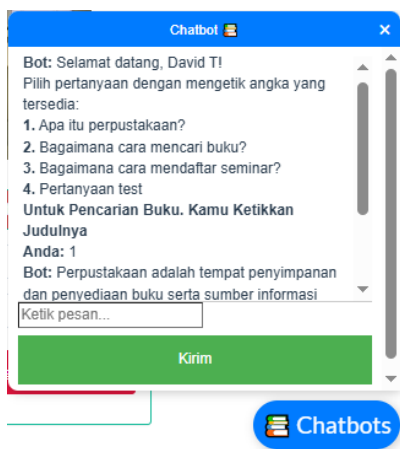 Chatbot
×
Bot: Selamat datang, David T!
Pilih pertanyaan dengan mengetik angka yang
tersedia:
1. Apa itu perpustakaan?
2. Bagaimana cara mencari buku?
3. Bagaimana cara mendaftar seminar?
4. Pertanyaan test
Untuk Pencarian Buku. Kamu Ketikkan
Judulnya
Anda: 1
Bot: Perpustakaan adalah tempat penyimpanan
dan penyediaan buku serta sumber informasi
Ketik pesan...
Kirim
Chatbots